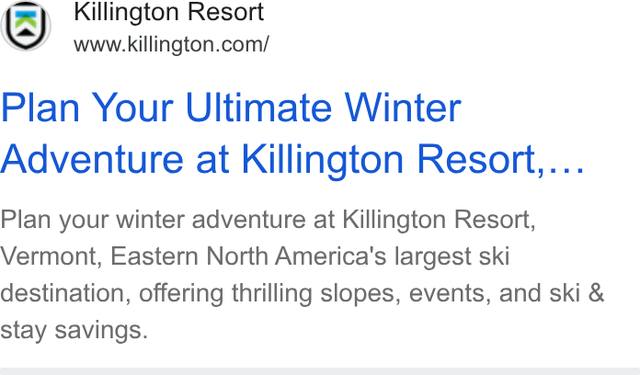 Killington Resort
www.killington.com/
Plan Your Ultimate Winter
Adventure at Killington Resort,...
Plan your winter adventure at Killington Resort,
Vermont, Eastern North America's largest ski
destination, offering thrilling slopes, events, and ski &
stay savings.